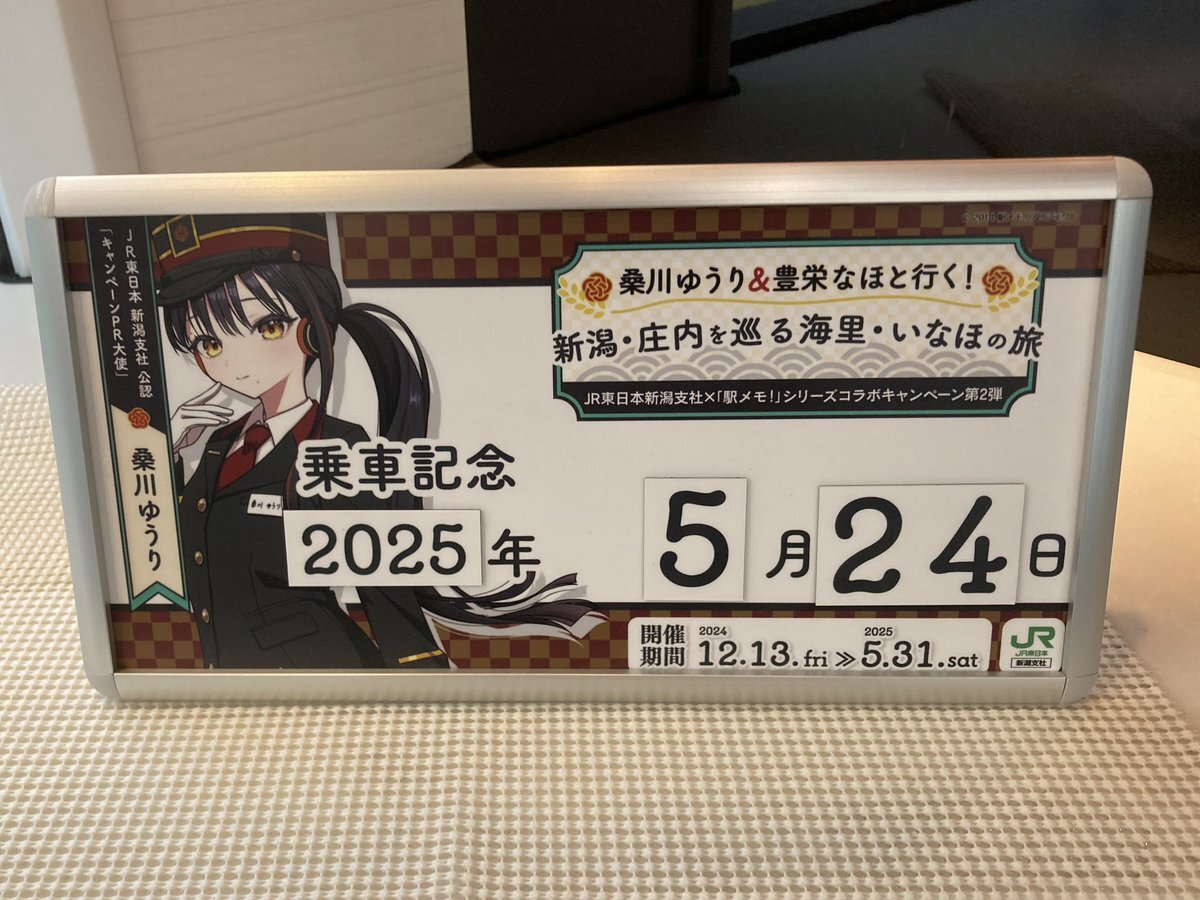 JR東日本 新潟支社 公認
「キャンペーンPR大使」
桑川ゆうり
桑川ゆうり&豊栄なほと行く!
新潟・庄内を巡る海里・いなほの旅
JR東日本新潟支社×「駅メモ!」シリーズコラボキャンペーン第2弾
乗車記念
桑川 ゆうり
2025年 5月24日
開催期間 2024 12.13.fri ≫ 2025 5.31.sat
JR
JR東日本
新潟支社